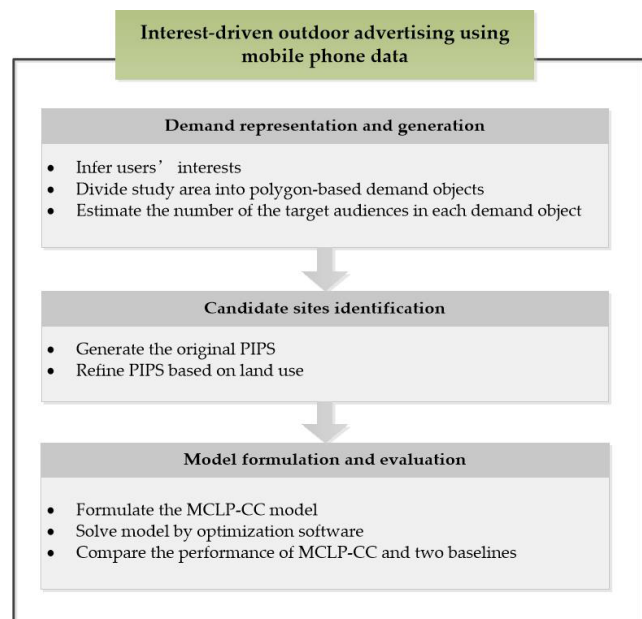 Interest-driven outdoor advertising using
mobile phone data
Demand representation and generation
• Infer users’ interests
• Divide study area into polygon-based demand objects
• Estimate the number of the target audiences in each demand object
Candidate sites identification
• Generate the original PIPS
• Refine PIPS based on land use
Model formulation and evaluation
• Formulate the MCLP-CC model
• Solve model by optimization software
• Compare the performance of MCLP-CC and two baselines